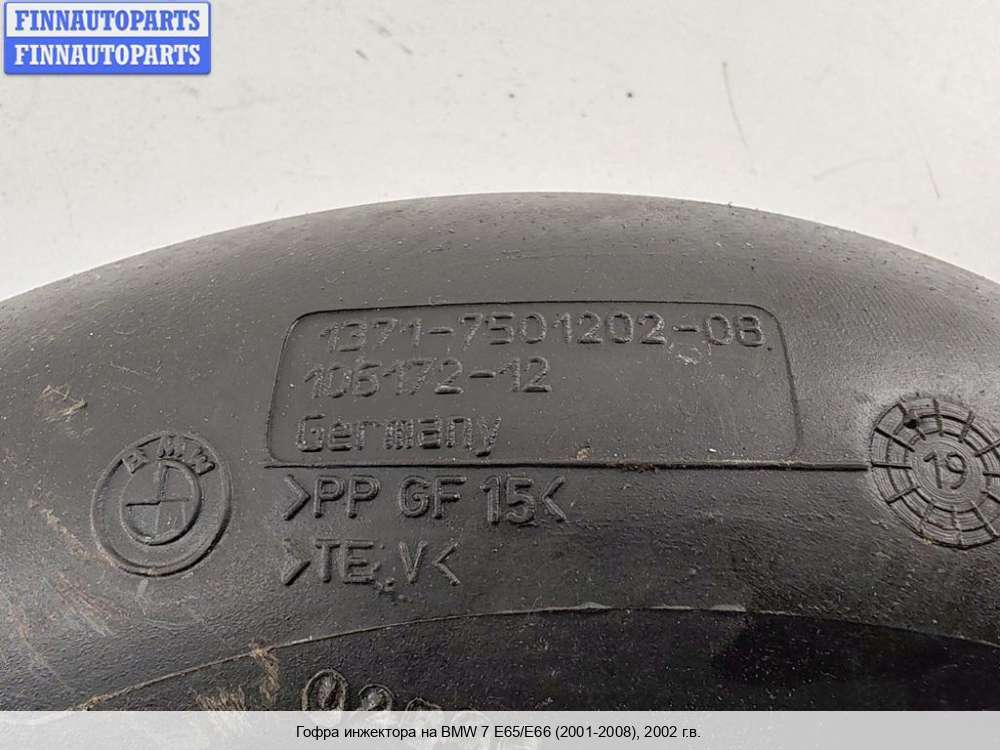 FINNAUTOPARTS
FINNAUTOPARTS
1371-7501202-08
106172-12
Germany
BMW
>PP GF 15<
>TE V<
19
Гофра инжектора на BMW 7 E65/E66 (2001-2008), 2002 г.в.